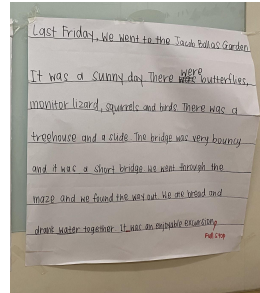 Last Friday, we went to the Jacob Ballas Garden
It was a sunny day There were butterflies,
monitor lizard, squirrels and birds There was a
treehouse and a slide The bridge was very bouncy
and it was a short bridge We went through the
maze and we found the way out We ate bread and
drank water together It was an enjoyable excursion
Full Stop